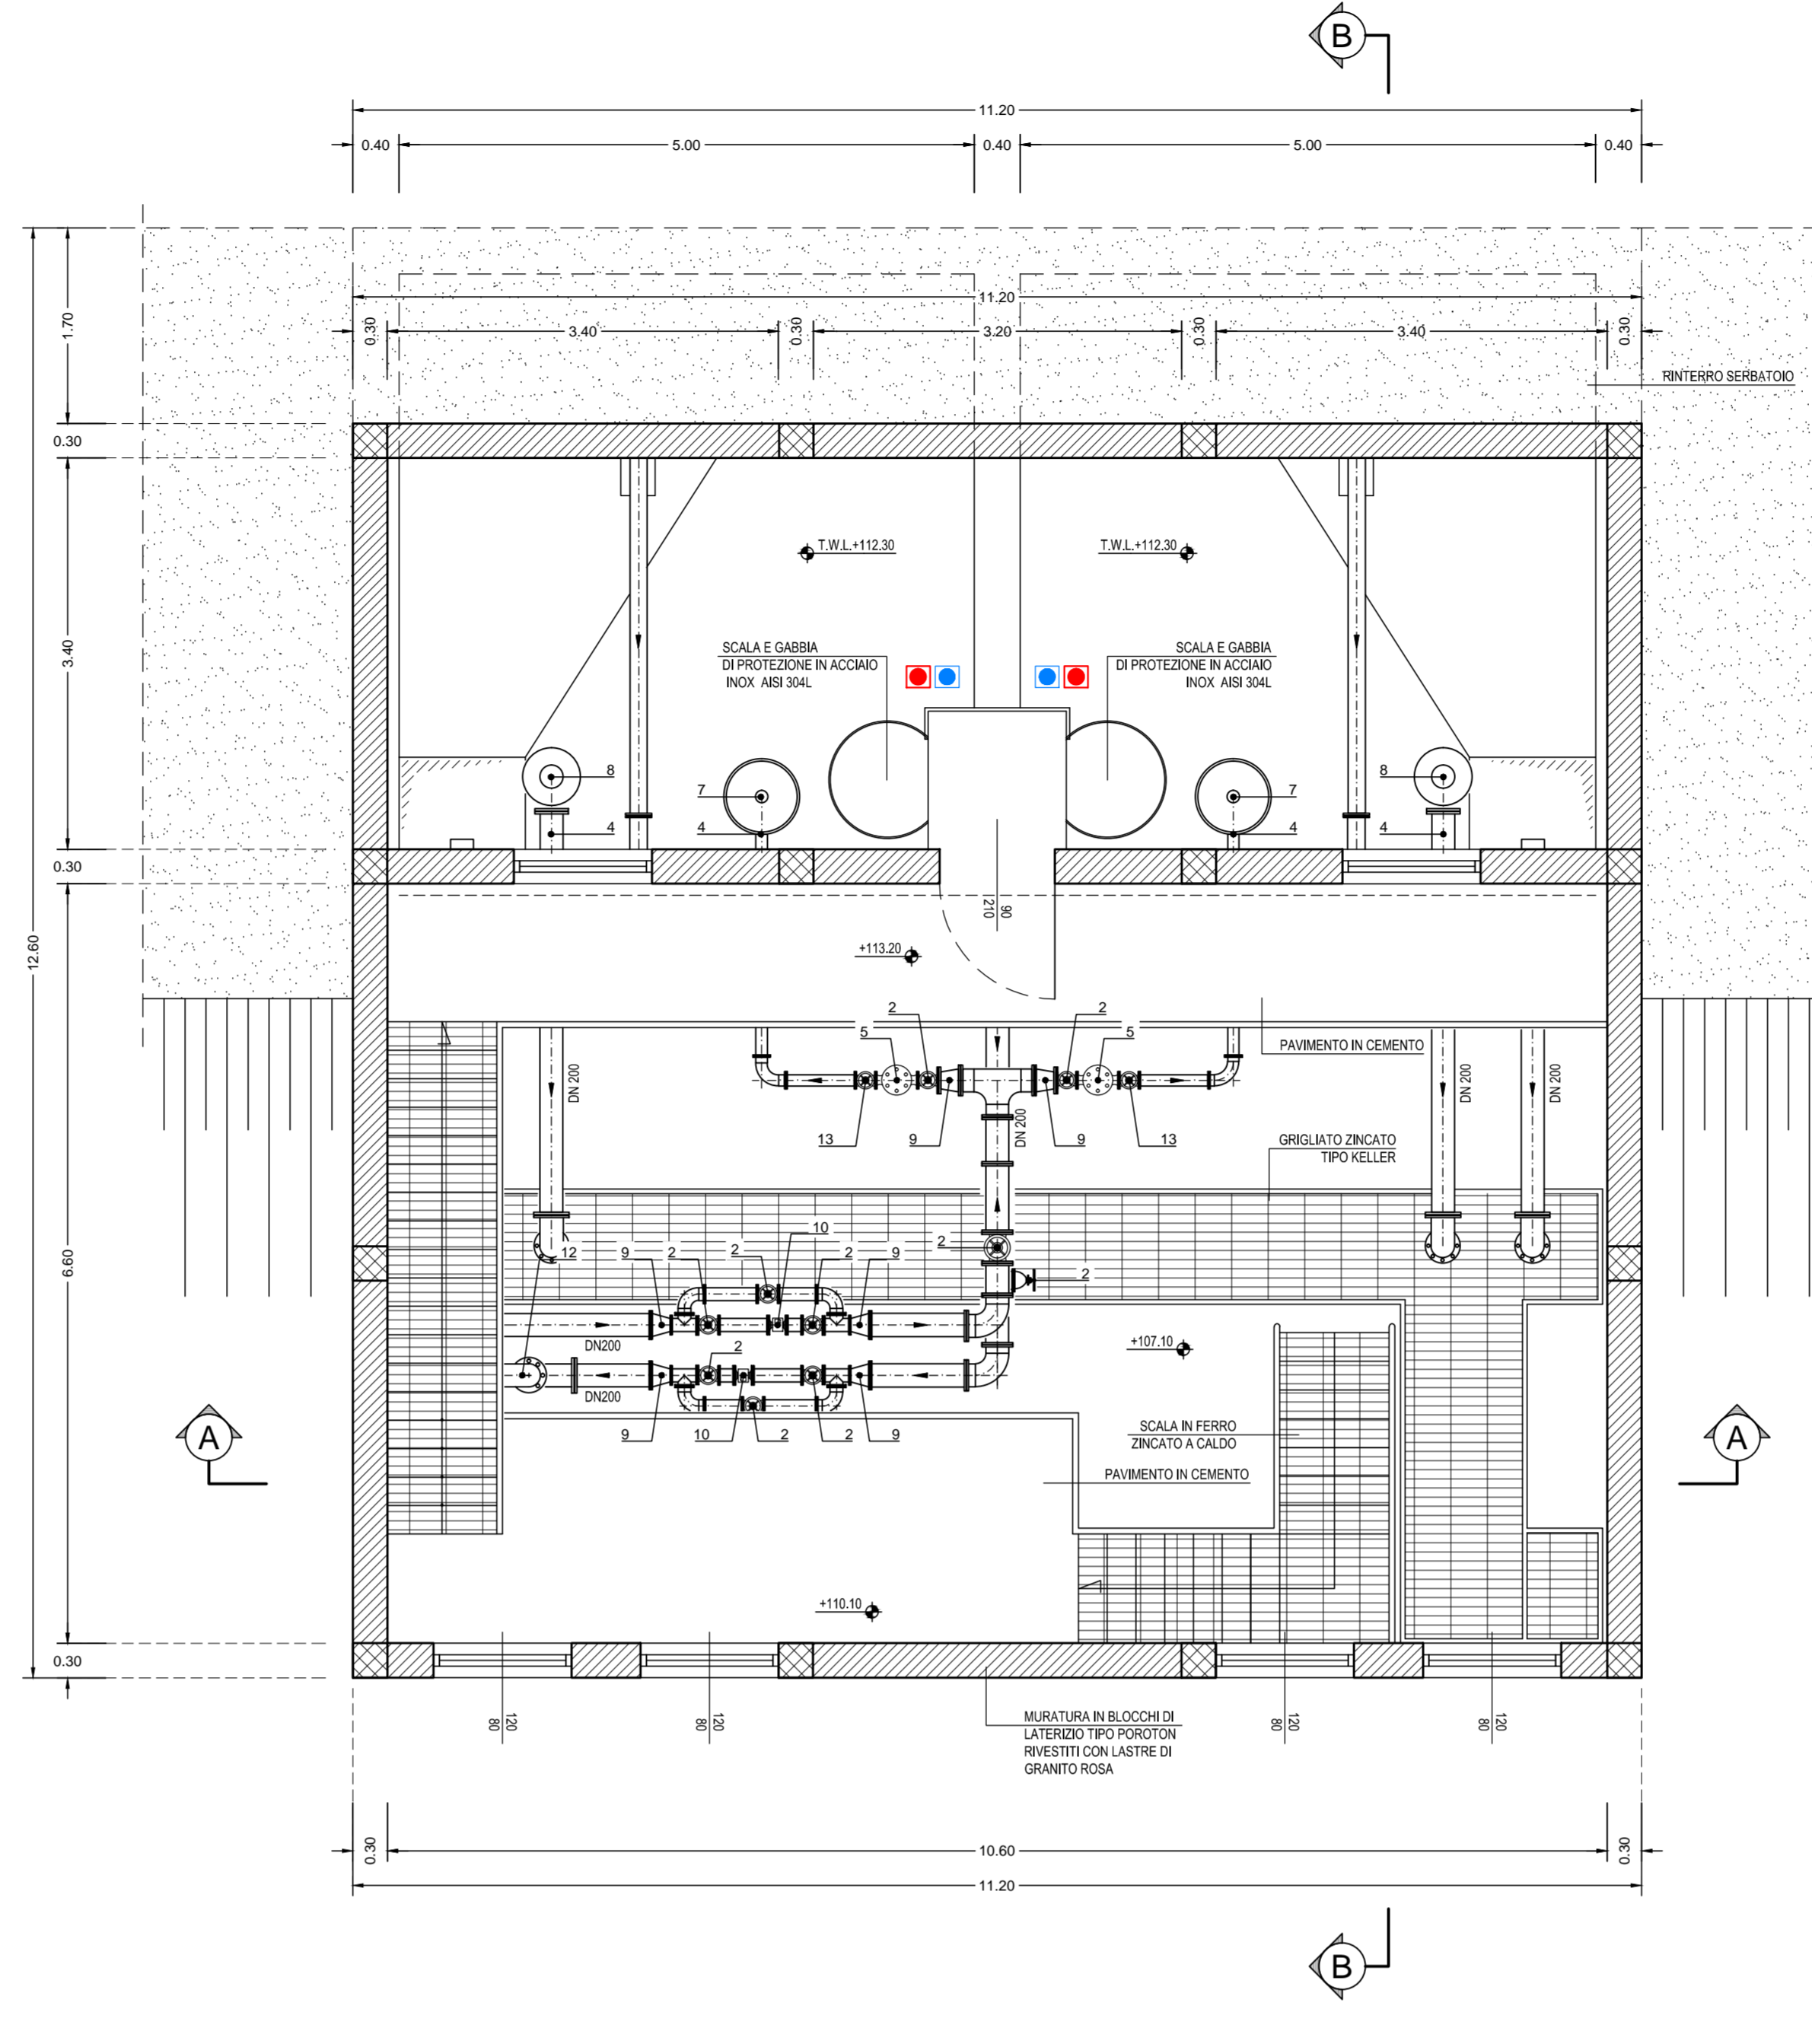 B
11.20
0.40
5.00
0.40
5.00
0.40
11.20
0.30
3.40
0.30
3.20
0.30
3.40
0.30
1.70
RINTERRO SERBATOIO
0.30
T.W.L.+112.30
T.W.L.+112.30
3.40
SCALA E GABBIA
DI PROTEZIONE IN ACCIAIO
INOX AISI 304L
SCALA E GABBIA
DI PROTEZIONE IN ACCIAIO
INOX AISI 304L
8
7
7
8
4
4
4
4
0.30
90
210
12.60
+113.20
2
2
5
5
PAVIMENTO IN CEMENTO
DN 200
DN 200
DN 200
DN 200
13
9
9
13
GRIGLIATO ZINCATO
TIPO KELLER
6.60
10
12
9
2
2
2
9
2
2
DN200
2
+107.10
DN200
9
10
2
2
9
A
A
SCALA IN FERRO
ZINCATO A CALDO
PAVIMENTO IN CEMENTO
+110.10
0.30
120
80
120
80
120
80
120
80
MURATURA IN BLOCCHI DI
LATERIZIO TIPO POROTON
RIVESTITI CON LASTRE DI
GRANITO ROSA
0.30
10.60
0.30
11.20
B